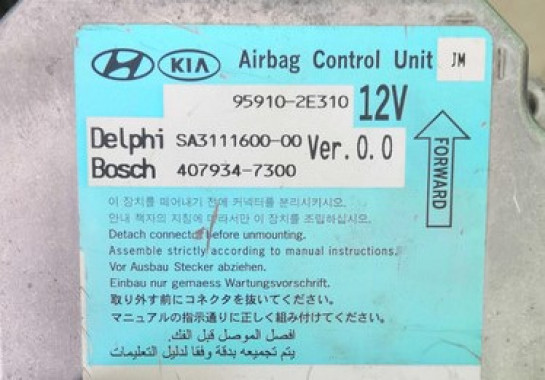 HYUNDAI KIA Airbag Control Unit JM
95910-2E310 12V
Delphi SA3111600-00 Ver.0.0
Bosch 407934-7300
FORWARD
이 장치를 떼어내기 전에 커넥터를 분리하시오.
안내 책자의 지침에 따라서만 이 장치를 조립하십시오.
Detach connector before unmounting.
Assemble strictly according to manual instructions.
Vor Ausbau Stecker abziehen.
Einbau nur gemaess Wartungsvorschrift.
取り外す前にコネクタを抜いてください。
マニュアルの指示通りに正しく組み付けてください。
افصل الموصل قبل الفك.
يتم تجميعه بدقة وفقا لدليل التعليمات